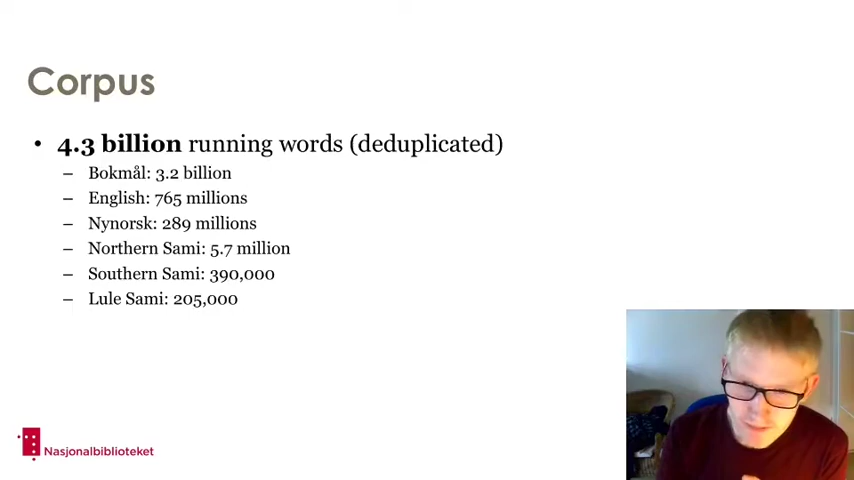 Corpus
• 4.3 billion running words (deduplicated)
– Bokmål: 3.2 billion
– English: 765 millions
– Nynorsk: 289 millions
– Northern Sami: 5.7 million
– Southern Sami: 390,000
– Lule Sami: 205,000
Nasjonalbiblioteket